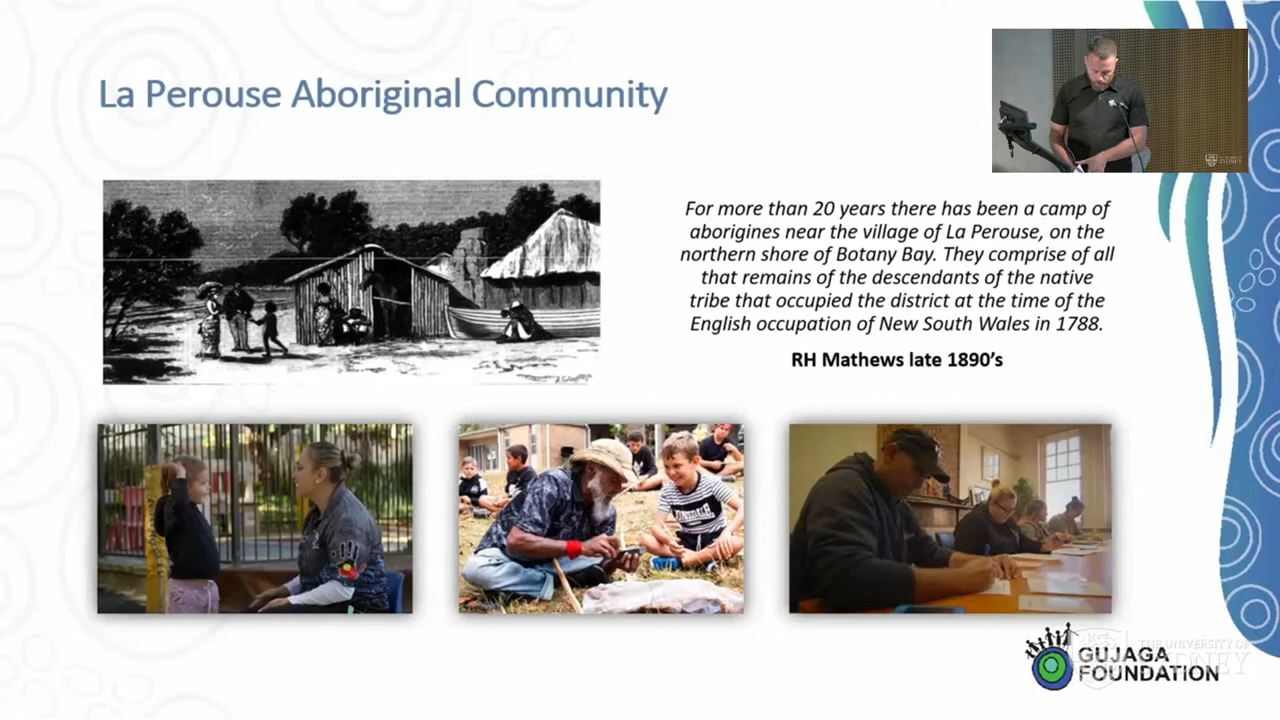 La Perouse Aboriginal Community
For more than 20 years there has been a camp of
aborigines near the village of La Perouse, on the
northern shore of Botany Bay. They comprise of all
that remains of the descendants of the native
tribe that occupied the district at the time of the
English occupation of New South Wales in 1788.
RH Mathews late 1890’s
THE UNIVERSITY OF
SYDNEY
GUJAGA
FOUNDATION